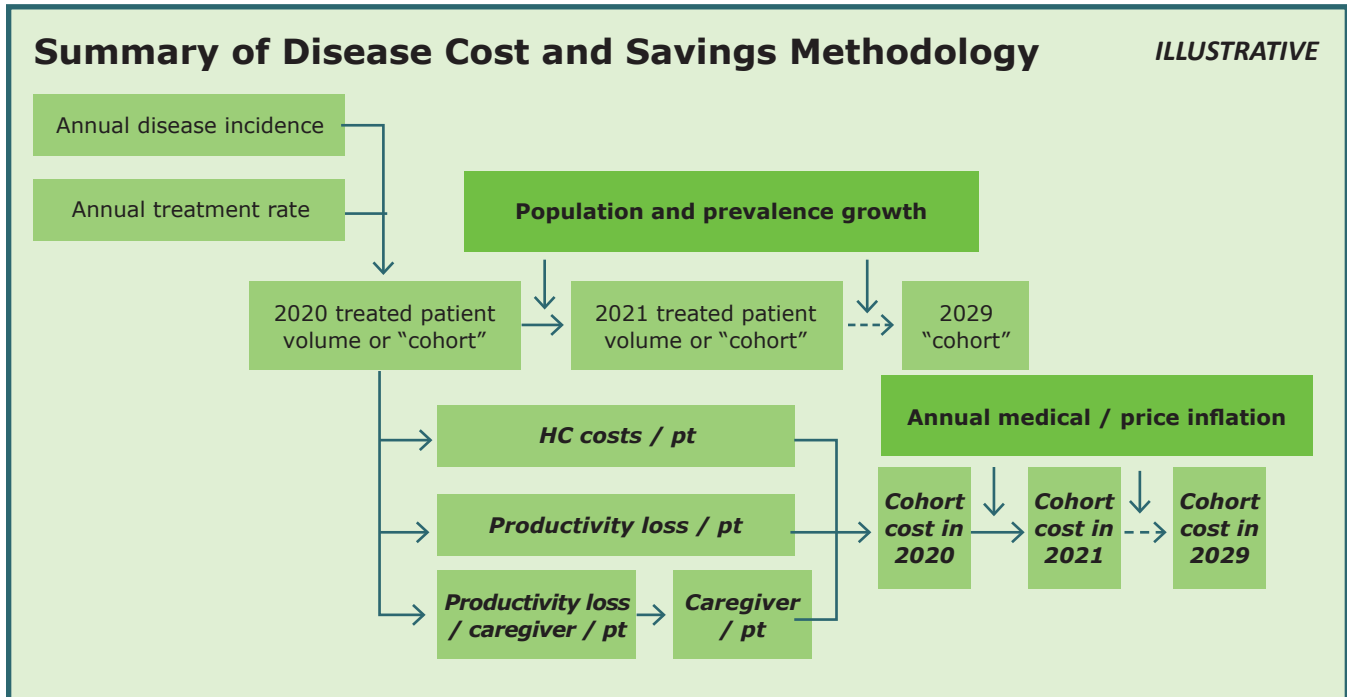 Summary of Disease Cost and Savings Methodology
ILLUSTRATIVE
Annual disease incidence
Annual treatment rate
Population and prevalence growth
2020 treated patient
volume or “cohort”
2021 treated patient
volume or “cohort”
2029
“cohort”
Annual medical / price inflation
HC costs / pt
Productivity loss / pt
Productivity loss
/ caregiver / pt
Caregiver
/ pt
Cohort
cost in
2020
Cohort
cost in
2021
Cohort
cost in
2029